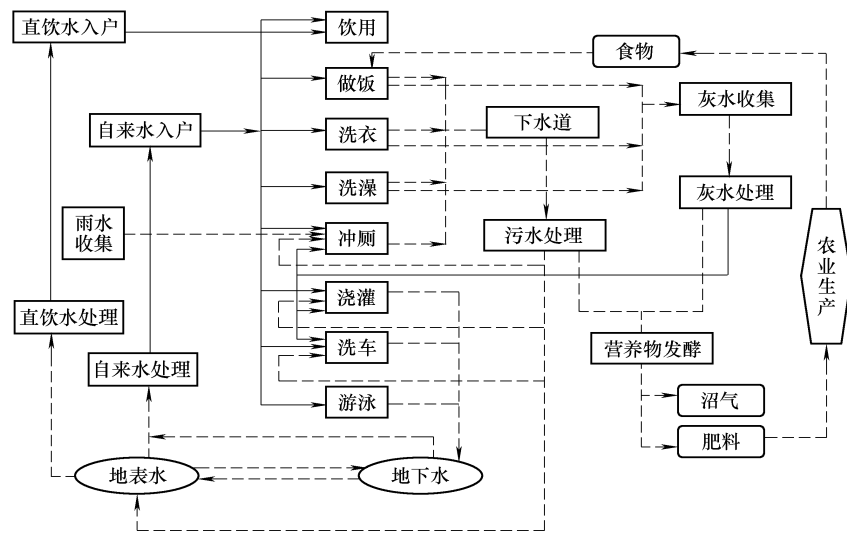 直饮水入户
饮用
食物
做饭
灰水收集
自来水入户
洗衣
下水道
洗澡
灰水处理
雨水
收集
冲厕
污水处理
农业生产
浇灌
直饮水处理
洗车
营养物发酵
自来水处理
游泳
沼气
肥料
地表水
地下水